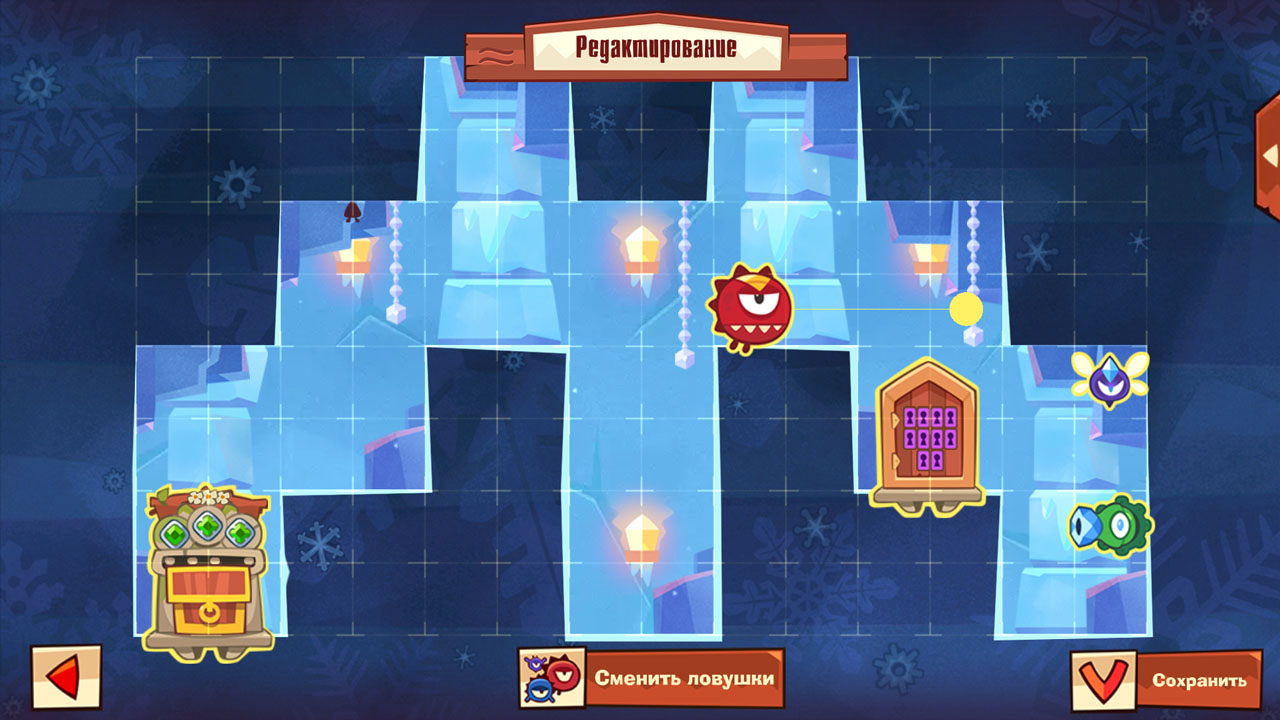 Редактирование
Сменить ловушки
Сохранить